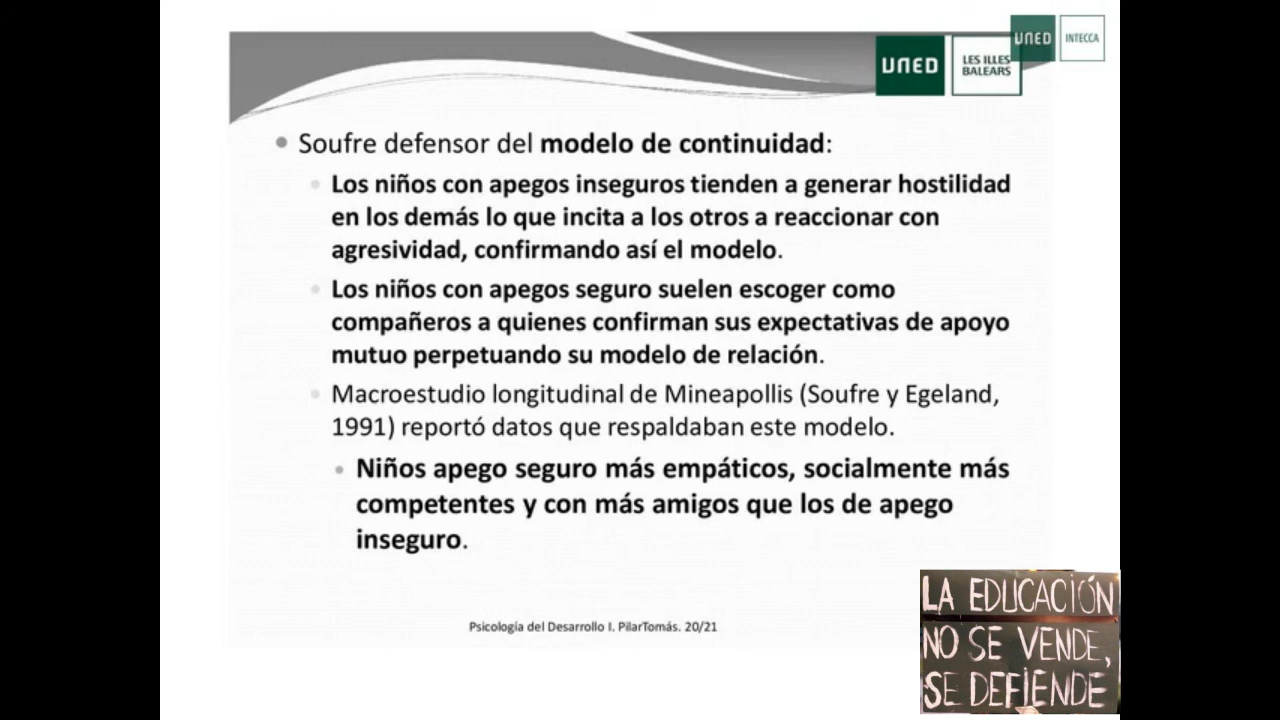 UNED
INTECCA
UNED
LES ILLES
BALEARS
Soufre defensor del modelo de continuidad:
Los niños con apegos inseguros tienden a generar hostilidad
en los demás lo que incita a los otros a reaccionar con
agresividad, confirmando así el modelo.
Los niños con apegos seguro suelen escoger como
compañeros a quienes confirman sus expectativas de apoyo
mutuo perpetuando su modelo de relación.
Macroestudio longitudinal de Mineapollis (Soufre y Egeland,
1991) reportó datos que respaldaban este modelo.
Niños apego seguro más empáticos, socialmente más
competentes y con más amigos que los de apego
inseguro.
Psicología del Desarrollo I. PilarTomás. 20/21
LA EDUCACIÓN
NO SE VENDE,
SE DEFIENDE